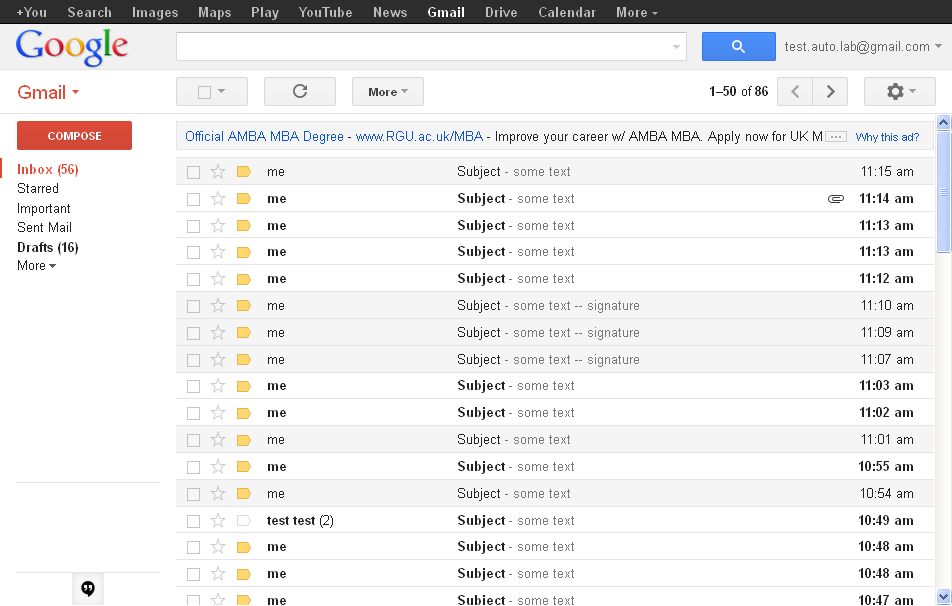 +You Search Images Maps Play YouTube News Gmail Drive Calendar More
Google test.auto.lab@gmail.com
Gmail More 1–50 of 86
COMPOSE
Inbox (56)
Starred
Important
Sent Mail
Drafts (16)
More
Official AMBA MBA Degree - www.RGU.ac.uk/MBA - Improve your career w/ AMBA MBA. Apply now for UK M ... Why this ad?
me Subject - some text 11:15 am
me Subject - some text 11:14 am
me Subject - some text 11:13 am
me Subject - some text 11:13 am
me Subject - some text 11:12 am
me Subject - some text -- signature 11:10 am
me Subject - some text -- signature 11:09 am
me Subject - some text -- signature 11:07 am
me Subject - some text 11:03 am
me Subject - some text 11:02 am
me Subject - some text 11:01 am
me Subject - some text 10:55 am
me Subject - some text 10:54 am
test test (2) Subject - some text 10:49 am
me Subject - some text 10:48 am
me Subject - some text 10:48 am
me Subject - some text 10:47 am